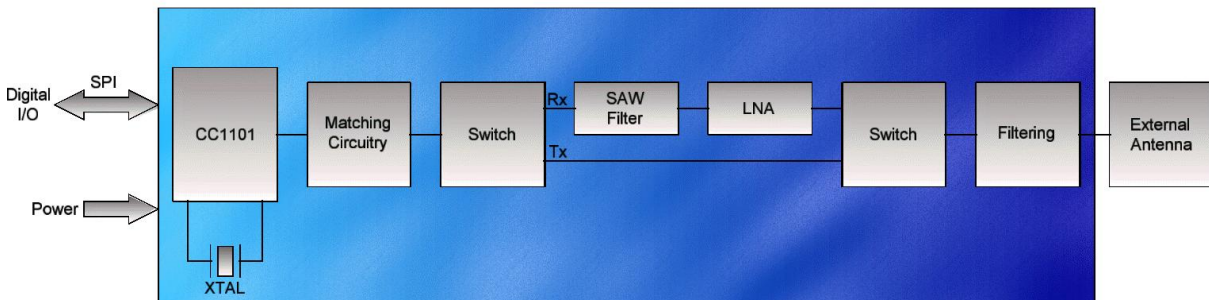 SPI
Digital
I/O
CC1101
Matching
Circuitry
Switch
Rx
Tx
SAW
Filter
LNA
Switch
Filtering
External
Antenna
Power
XTAL